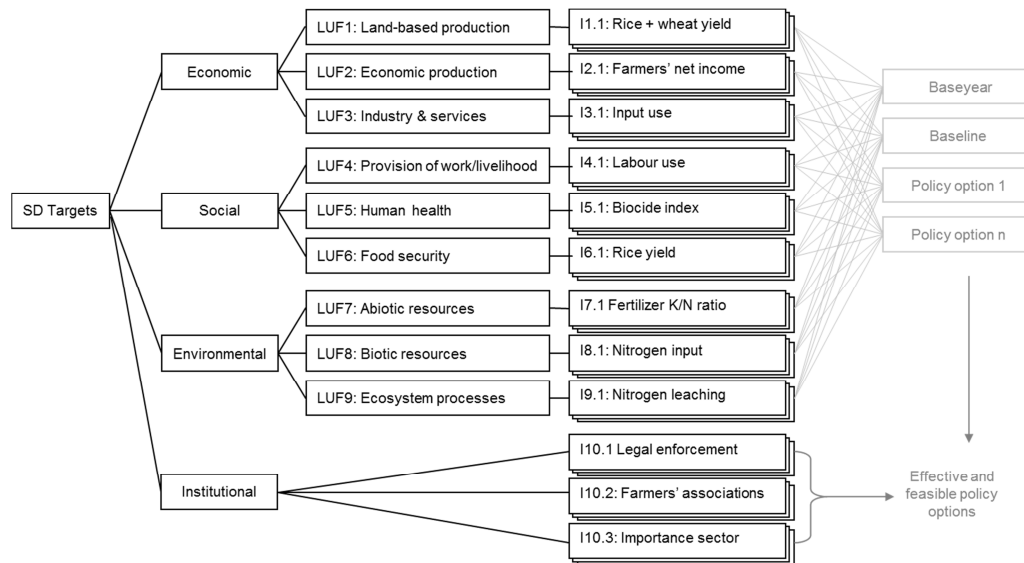 SD Targets
Economic
Social
Environmental
Institutional
LUF1: Land-based production
LUF2: Economic production
LUF3: Industry & services
LUF4: Provision of work/livelihood
LUF5: Human health
LUF6: Food security
LUF7: Abiotic resources
LUF8: Biotic resources
LUF9: Ecosystem processes
I1.1: Rice + wheat yield
I2.1: Farmers’ net income
I3.1: Input use
I4.1: Labour use
I5.1: Biocide index
I6.1: Rice yield
I7.1 Fertilizer K/N ratio
I8.1: Nitrogen input
I9.1: Nitrogen leaching
I10.1 Legal enforcement
I10.2: Farmers’ associations
I10.3: Importance sector
Baseyear
Baseline
Policy option 1
Policy option n
Effective and
feasible policy
options